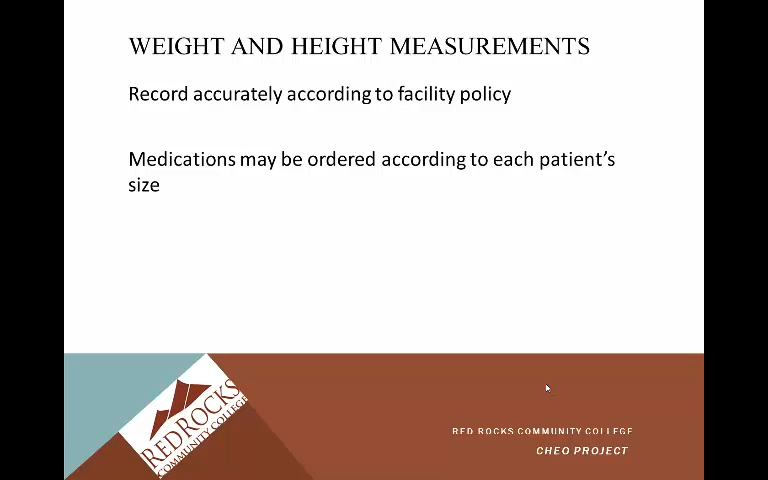 WEIGHT AND HEIGHT MEASUREMENTS
Record accurately according to facility policy
Medications may be ordered according to each patient's
size
RED ROCKS
COMMUNITY COLLEGE
RED ROCKS COMMUNITY COLLEGE
CHEO PROJECT